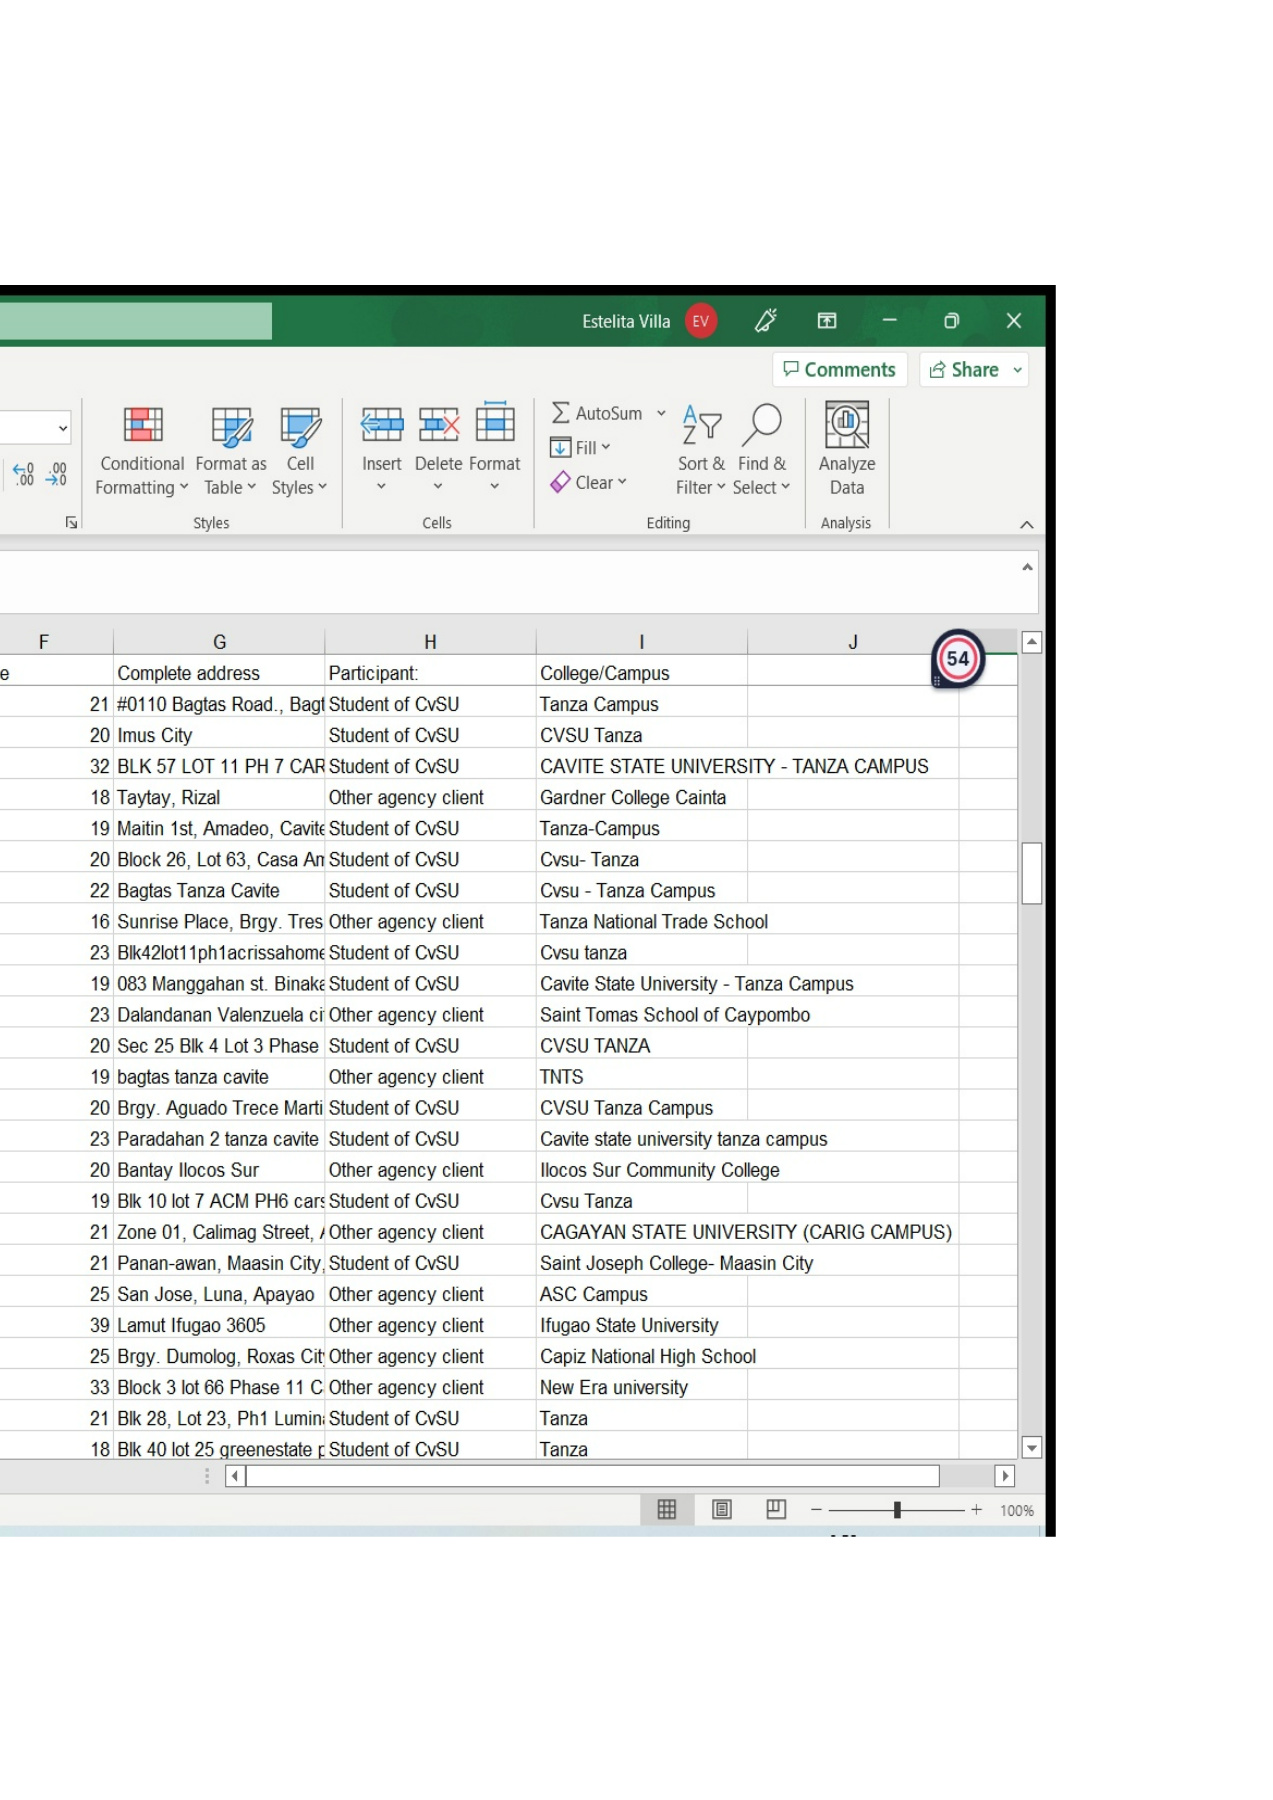 Estelita Villa EV
Comments Share
AutoSum
Fill
Clear
Conditional Formatting
Format as Table
Cell Styles
Insert Delete Format
Sort & Filter
Find & Select
Analyze Data
Styles Cells Editing Analysis
F G H I J
54
e Complete address Participant: College/Campus
21 #0110 Bagtas Road., Bagt Student of CvSU Tanza Campus
20 Imus City Student of CvSU CVSU Tanza
32 BLK 57 LOT 11 PH 7 CAR Student of CvSU CAVITE STATE UNIVERSITY - TANZA CAMPUS
18 Taytay, Rizal Other agency client Gardner College Cainta
19 Maitin 1st, Amadeo, Cavite Student of CvSU Tanza-Campus
20 Block 26, Lot 63, Casa Am Student of CvSU Cvsu- Tanza
22 Bagtas Tanza Cavite Student of CvSU Cvsu - Tanza Campus
16 Sunrise Place, Brgy. Tres Other agency client Tanza National Trade School
23 Blk42lot11ph1acrissahome Student of CvSU Cvsu tanza
19 083 Manggahan st. Binaka Student of CvSU Cavite State University - Tanza Campus
23 Dalandanan Valenzuela ci Other agency client Saint Tomas School of Caypombo
20 Sec 25 Blk 4 Lot 3 Phase Student of CvSU CVSU TANZA
19 bagtas tanza cavite Other agency client TNTS
20 Brgy. Aguado Trece Marti Student of CvSU CVSU Tanza Campus
23 Paradahan 2 tanza cavite Student of CvSU Cavite state university tanza campus
20 Bantay Ilocos Sur Other agency client Ilocos Sur Community College
19 Blk 10 lot 7 ACM PH6 cars Student of CvSU Cvsu Tanza
21 Zone 01, Calimag Street, Other agency client CAGAYAN STATE UNIVERSITY (CARIG CAMPUS)
21 Panan-awan, Maasin City, Student of CvSU Saint Joseph College- Maasin City
25 San Jose, Luna, Apayao Other agency client ASC Campus
39 Lamut Ifugao 3605 Other agency client Ifugao State University
25 Brgy. Dumolog, Roxas City Other agency client Capiz National High School
33 Block 3 lot 66 Phase 11 C Other agency client New Era university
21 Blk 28, Lot 23, Ph1 Lumina Student of CvSU Tanza
18 Blk 40 lot 25 greenestate p Student of CvSU Tanza
100%